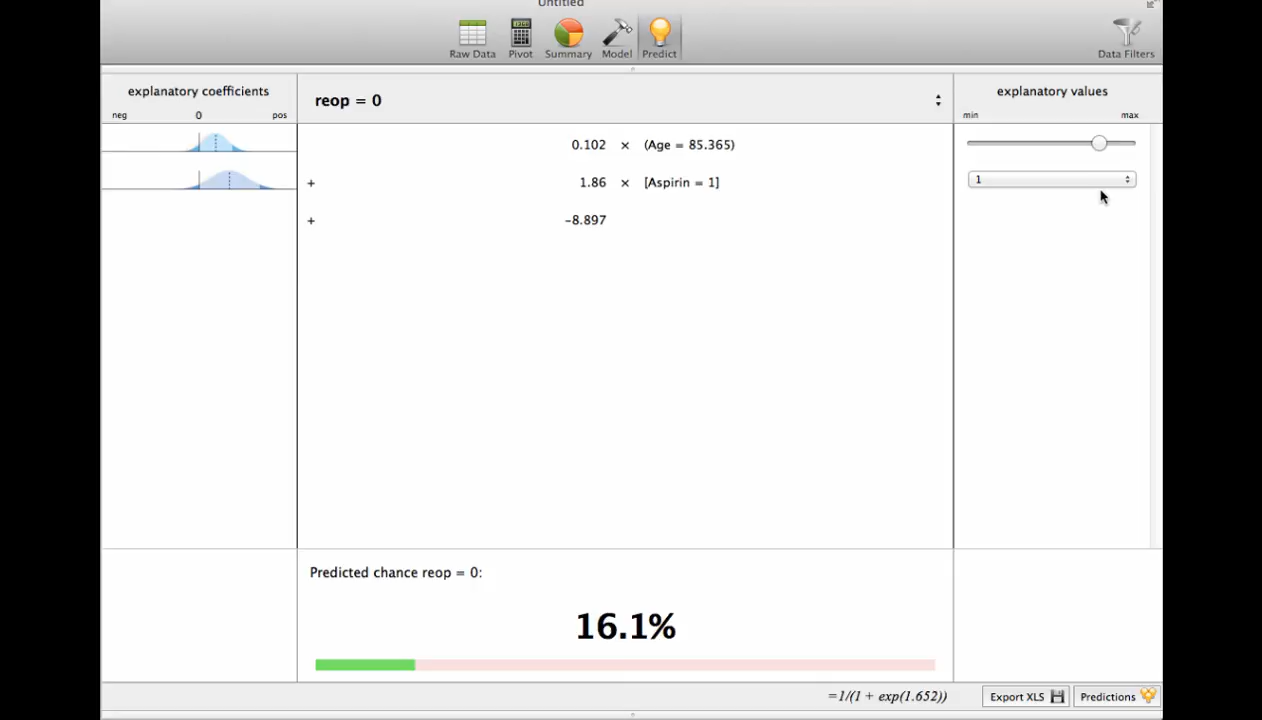 Untitled
Raw Data Pivot Summary Model Predict Data Filters
explanatory coefficients reop = 0 explanatory values
neg 0 pos min max
0.102 × (Age = 85.365)
+ 1.86 × [Aspirin = 1] 1
+ -8.897
Predicted chance reop = 0:
16.1%
=1/(1 + exp(1.652)) Export XLS Predictions